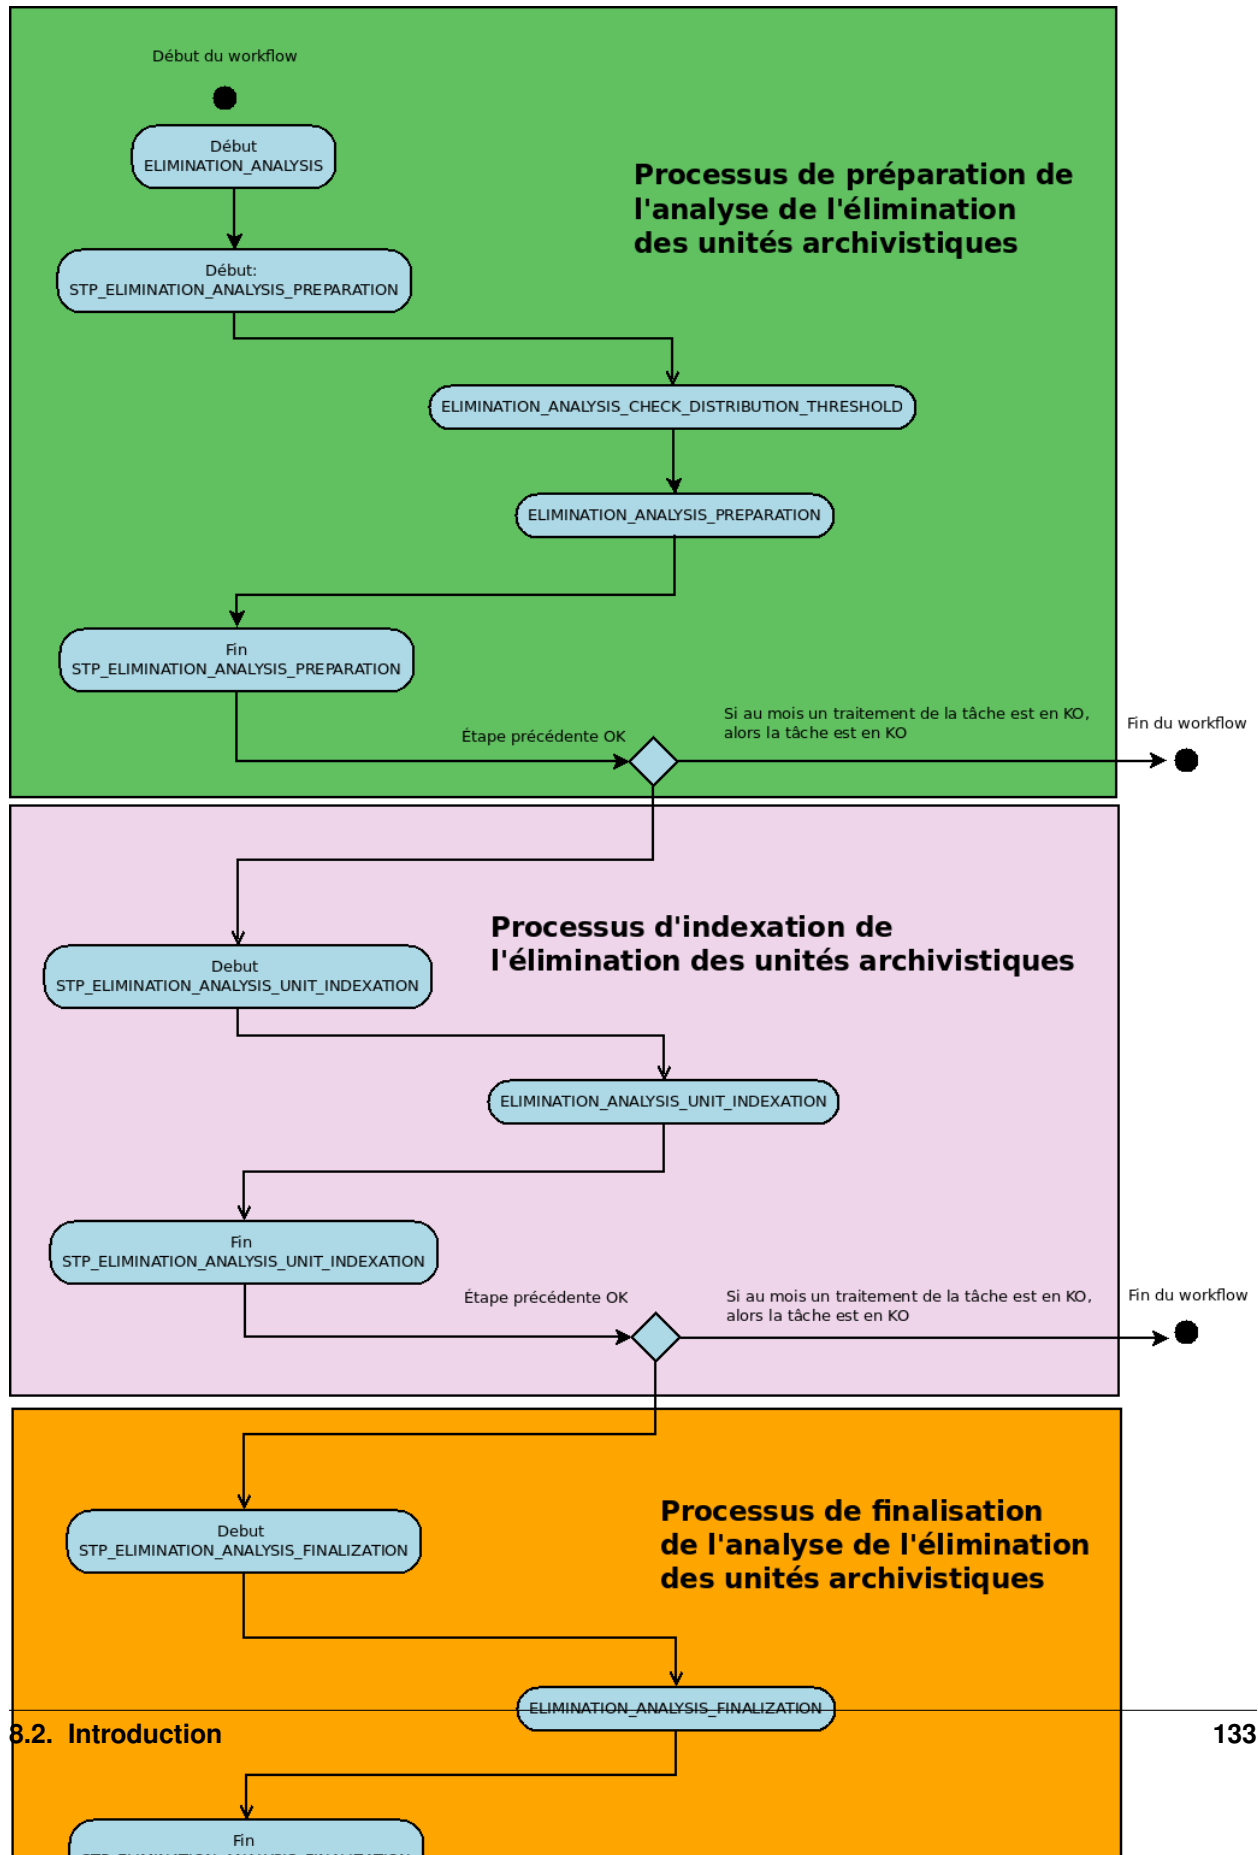 Début du workflow
Début
ELIMINATION_ANALYSIS
Processus de préparation de
l'analyse de l'élimination
des unités archivistiques
Début:
STP_ELIMINATION_ANALYSIS_PREPARATION
ELIMINATION_ANALYSIS_CHECK_DISTRIBUTION_THRESHOLD
ELIMINATION_ANALYSIS_PREPARATION
Fin
STP_ELIMINATION_ANALYSIS_PREPARATION
Étape précédente OK
Si au mois un traitement de la tâche est en KO,
alors la tâche est en KO
Fin du workflow
Processus d'indexation de
l'élimination des unités archivistiques
Debut
STP_ELIMINATION_ANALYSIS_UNIT_INDEXATION
ELIMINATION_ANALYSIS_UNIT_INDEXATION
Fin
STP_ELIMINATION_ANALYSIS_UNIT_INDEXATION
Étape précédente OK
Si au mois un traitement de la tâche est en KO,
alors la tâche est en KO
Fin du workflow
Processus de finalisation
de l'analyse de l'élimination
des unités archivistiques
Debut
STP_ELIMINATION_ANALYSIS_FINALIZATION
ELIMINATION_ANALYSIS_FINALIZATION
8.2. Introduction
133
Fin